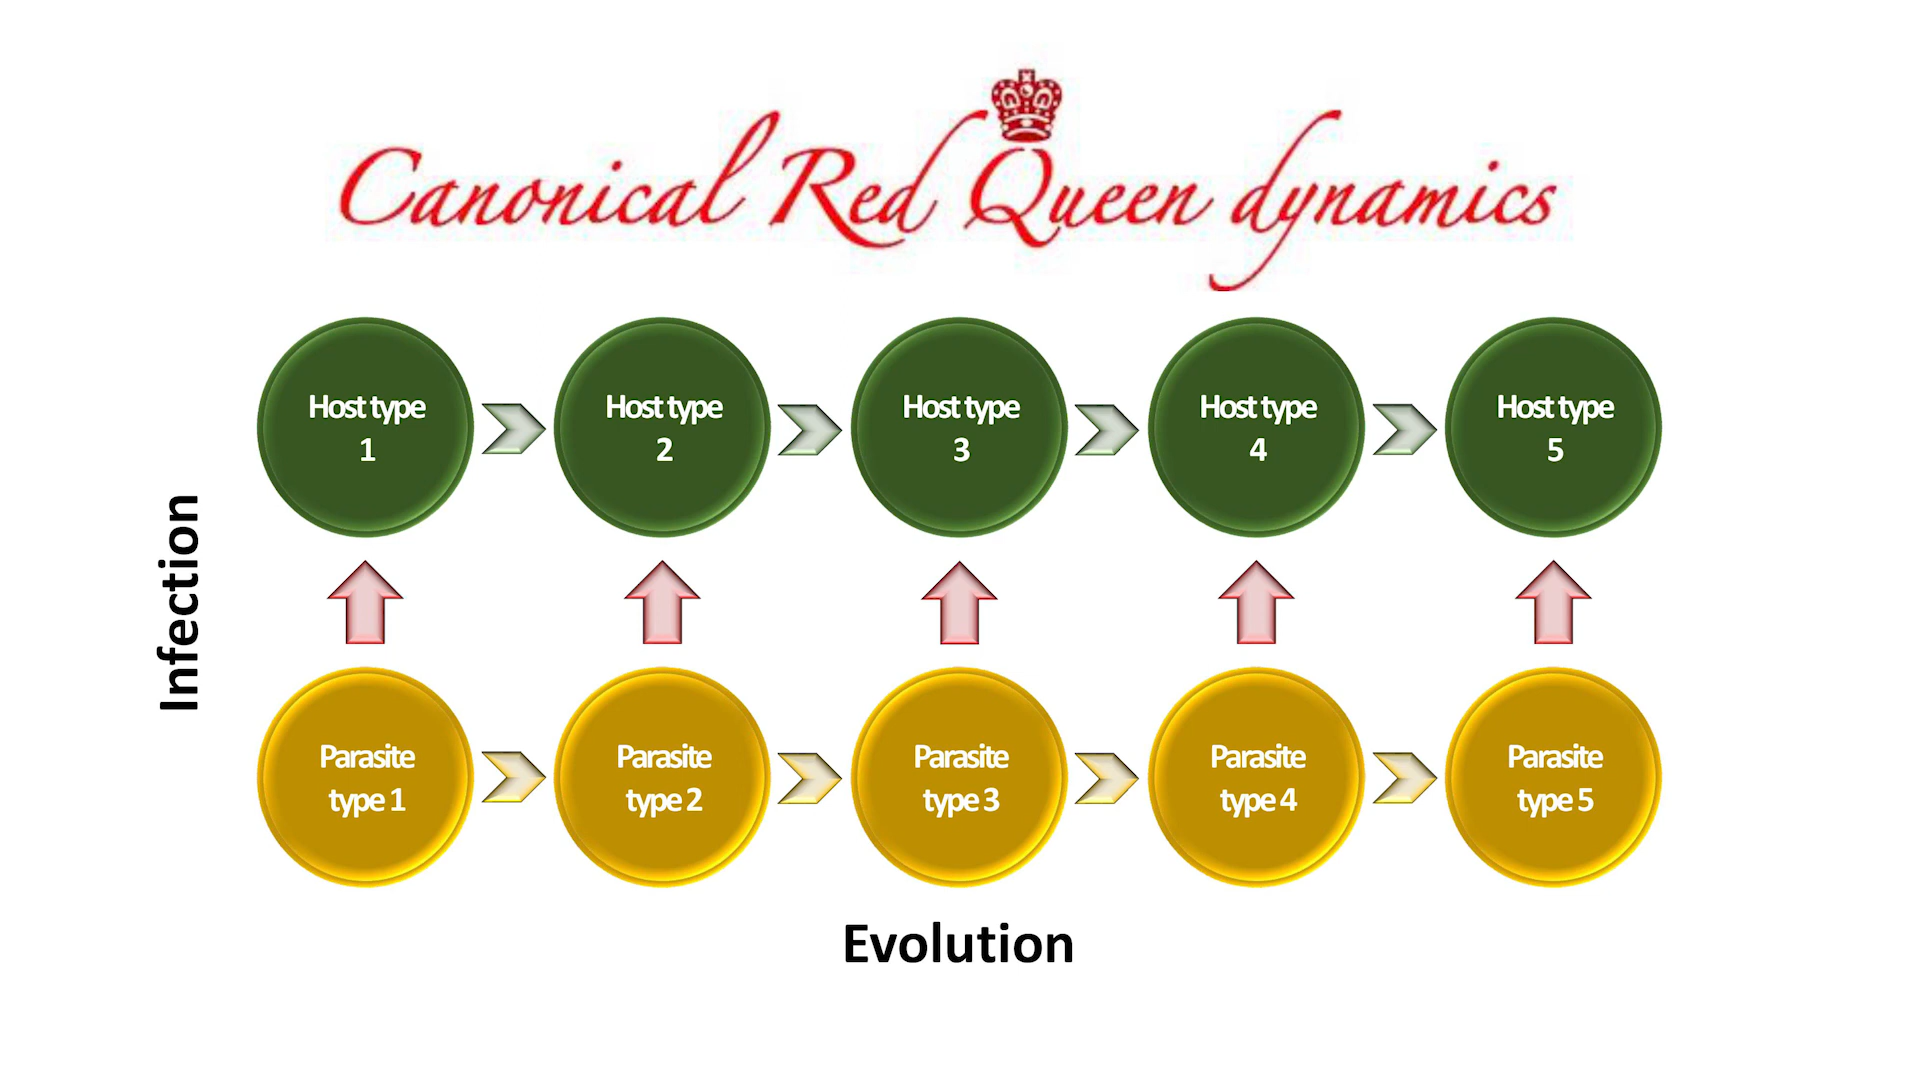 Canonical Red Queen dynamics
Host type
1
Host type
2
Host type
3
Host type
4
Host type
5
Infection
Parasite
type 1
Parasite
type 2
Parasite
type 3
Parasite
type 4
Parasite
type 5
Evolution